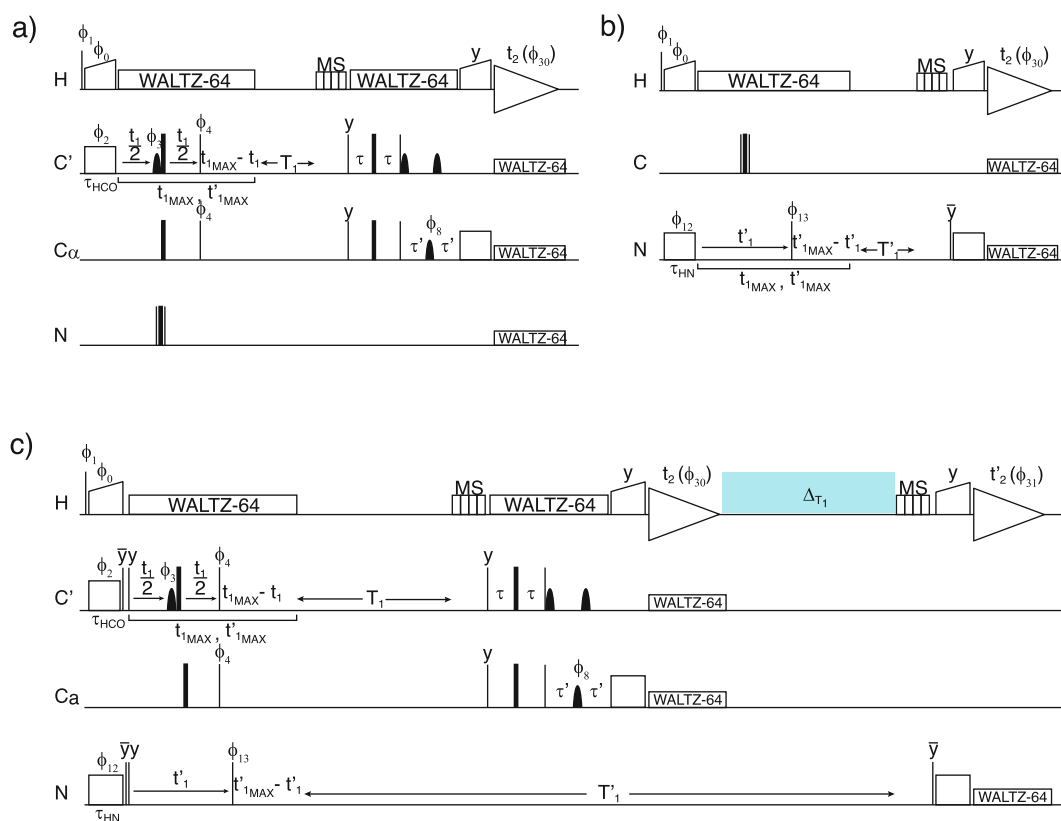 a)
ϕ1 ϕ0
y
t2 (ϕ30)
H
WALTZ-64
MS
WALTZ-64
ϕ2
t1/2
ϕ3
t1/2
ϕ4
y
C'
t1MAX- t1
T1
τ
τ
WALTZ-64
τHCO
t1MAX, t'1MAX
ϕ4
y
ϕ8
Cα
τ'
τ'
WALTZ-64
N
WALTZ-64
b)
ϕ1 ϕ0
y
t2 (ϕ30)
H
WALTZ-64
MS
C
WALTZ-64
ϕ12
t'1
ϕ13
y̅
N
t'1MAX- t'1
T'1
WALTZ-64
τHN
t1MAX, t'1MAX
c)
ϕ1 ϕ0
y
t2 (ϕ30)
ΔT1
y
t'2 (ϕ31)
H
WALTZ-64
MS
WALTZ-64
MS
ϕ2
y̅y
t1/2
ϕ3
t1/2
ϕ4
y
C'
t1MAX- t1
T1
τ
τ
WALTZ-64
τHCO
t1MAX, t'1MAX
ϕ4
y
ϕ8
Ca
τ'
τ'
WALTZ-64
ϕ12
y̅y
t'1
ϕ13
y̅
N
t'1MAX- t'1
T'1
WALTZ-64
τHN